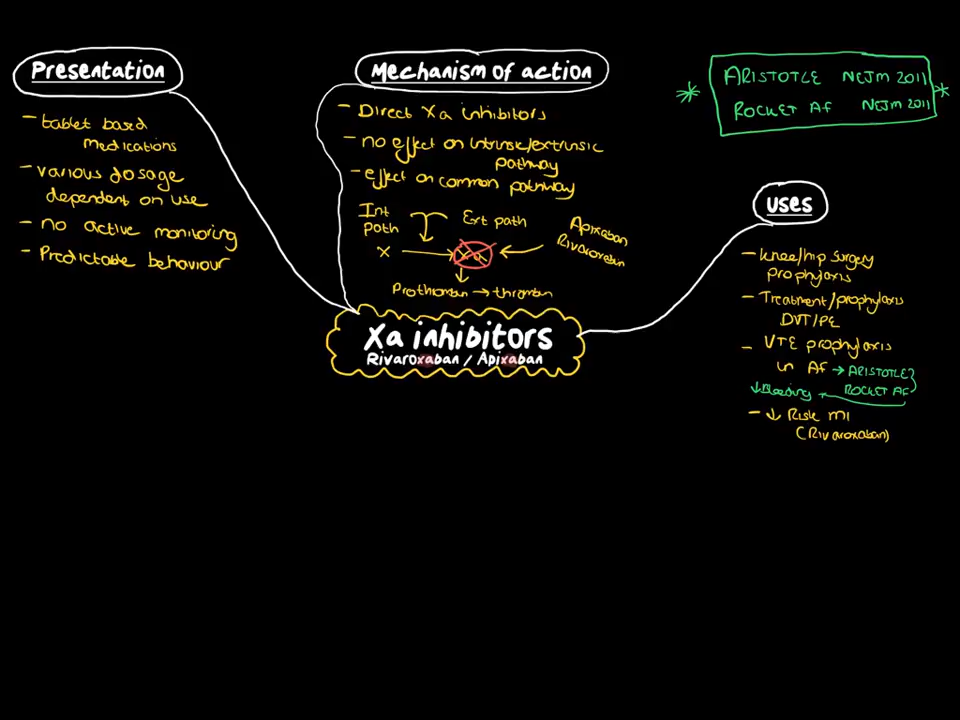 Presentation
- tablet based
medications
- various dosage
dependent on use
- no active monitoring
- Predictable behaviour
Mechanism of action
- Direct Xa inhibitors
- no effect on intrinsic/extrinsic
pathway
- effect on common pathway
Int
path
Ext path
X
Xa
Apixaban
Rivaroxaban
Prothrombin → thrombin
Xa inhibitors
Rivaroxaban / Apixaban
* ARISTOTLE NEJM 2011 *
ROCKET AF NEJM 2011
uses
- knee/hip surgery
prophylaxis
- Treatment/prophylaxis
DVT/PE
- VTE prophylaxis
in AF → ARISTOTLE
ROCKET AF
↓ Bleeding ←
- ↓ Risk MI
(Rivaroxaban)